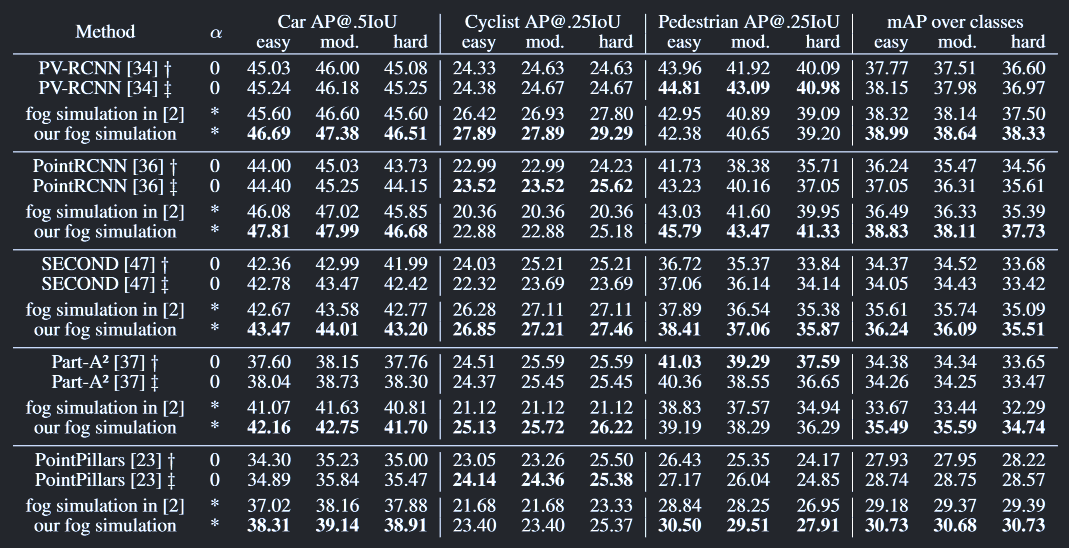 Method α Car AP@.5IoU Cyclist AP@.25IoU Pedestrian AP@.25IoU mAP over classes
easy mod. hard easy mod. hard easy mod. hard easy mod. hard
PV-RCNN [34] † 0 45.03 46.00 45.08 24.33 24.63 24.63 43.96 41.92 40.09 37.77 37.51 36.60
PV-RCNN [34] ‡ 0 45.24 46.18 45.25 24.38 24.67 24.67 44.81 43.09 40.98 38.15 37.98 36.97
fog simulation in [2] * 45.60 46.60 45.60 26.42 26.93 27.80 42.95 40.89 39.09 38.32 38.14 37.50
our fog simulation * 46.69 47.38 46.51 27.89 27.89 29.29 42.38 40.65 39.20 38.99 38.64 38.33
PointRCNN [36] † 0 44.00 45.03 43.73 22.99 22.99 24.23 41.73 38.38 35.71 36.24 35.47 34.56
PointRCNN [36] ‡ 0 44.40 45.25 44.15 23.52 23.52 25.62 43.23 40.16 37.05 37.05 36.31 35.61
fog simulation in [2] * 46.08 47.02 45.85 20.36 20.36 20.36 43.03 41.60 39.95 36.49 36.33 35.39
our fog simulation * 47.81 47.99 46.68 22.88 22.88 25.18 45.79 43.47 41.33 38.83 38.11 37.73
SECOND [47] † 0 42.36 42.99 41.99 24.03 25.21 25.21 36.72 35.37 33.84 34.37 34.52 33.68
SECOND [47] ‡ 0 42.78 43.47 42.42 22.32 23.69 23.69 37.06 36.14 34.14 34.05 34.43 33.42
fog simulation in [2] * 42.67 43.58 42.77 26.28 27.11 27.11 37.89 36.54 35.38 35.61 35.74 35.09
our fog simulation * 43.47 44.01 43.20 26.85 27.21 27.46 38.41 37.06 35.87 36.24 36.09 35.51
Part-A² [37] † 0 37.60 38.15 37.76 24.51 25.59 25.59 41.03 39.29 37.59 34.38 34.34 33.65
Part-A² [37] ‡ 0 38.04 38.73 38.30 24.37 25.45 25.45 40.36 38.55 36.65 34.26 34.25 33.47
fog simulation in [2] * 41.07 41.63 40.81 21.12 21.12 21.12 38.83 37.57 34.94 33.67 33.44 32.29
our fog simulation * 42.16 42.75 41.70 25.13 25.72 26.22 39.19 38.29 36.29 35.49 35.59 34.74
PointPillars [23] † 0 34.30 35.23 35.00 23.05 23.26 25.50 26.43 25.35 24.17 27.93 27.95 28.22
PointPillars [23] ‡ 0 34.89 35.84 35.47 24.14 24.36 25.38 27.17 26.04 24.85 28.74 28.75 28.57
fog simulation in [2] * 37.02 38.16 37.88 21.68 21.68 23.33 28.84 28.25 26.95 29.18 29.37 29.39
our fog simulation * 38.31 39.14 38.91 23.40 23.40 25.37 30.50 29.51 27.91 30.73 30.68 30.73